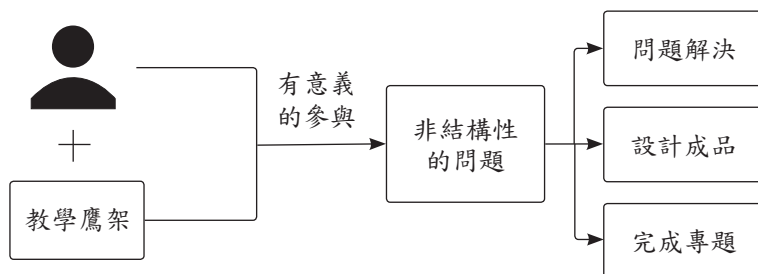 教學鷹架
有意義
的參與
非結構性
的問題
問題解決
設計成品
完成專題